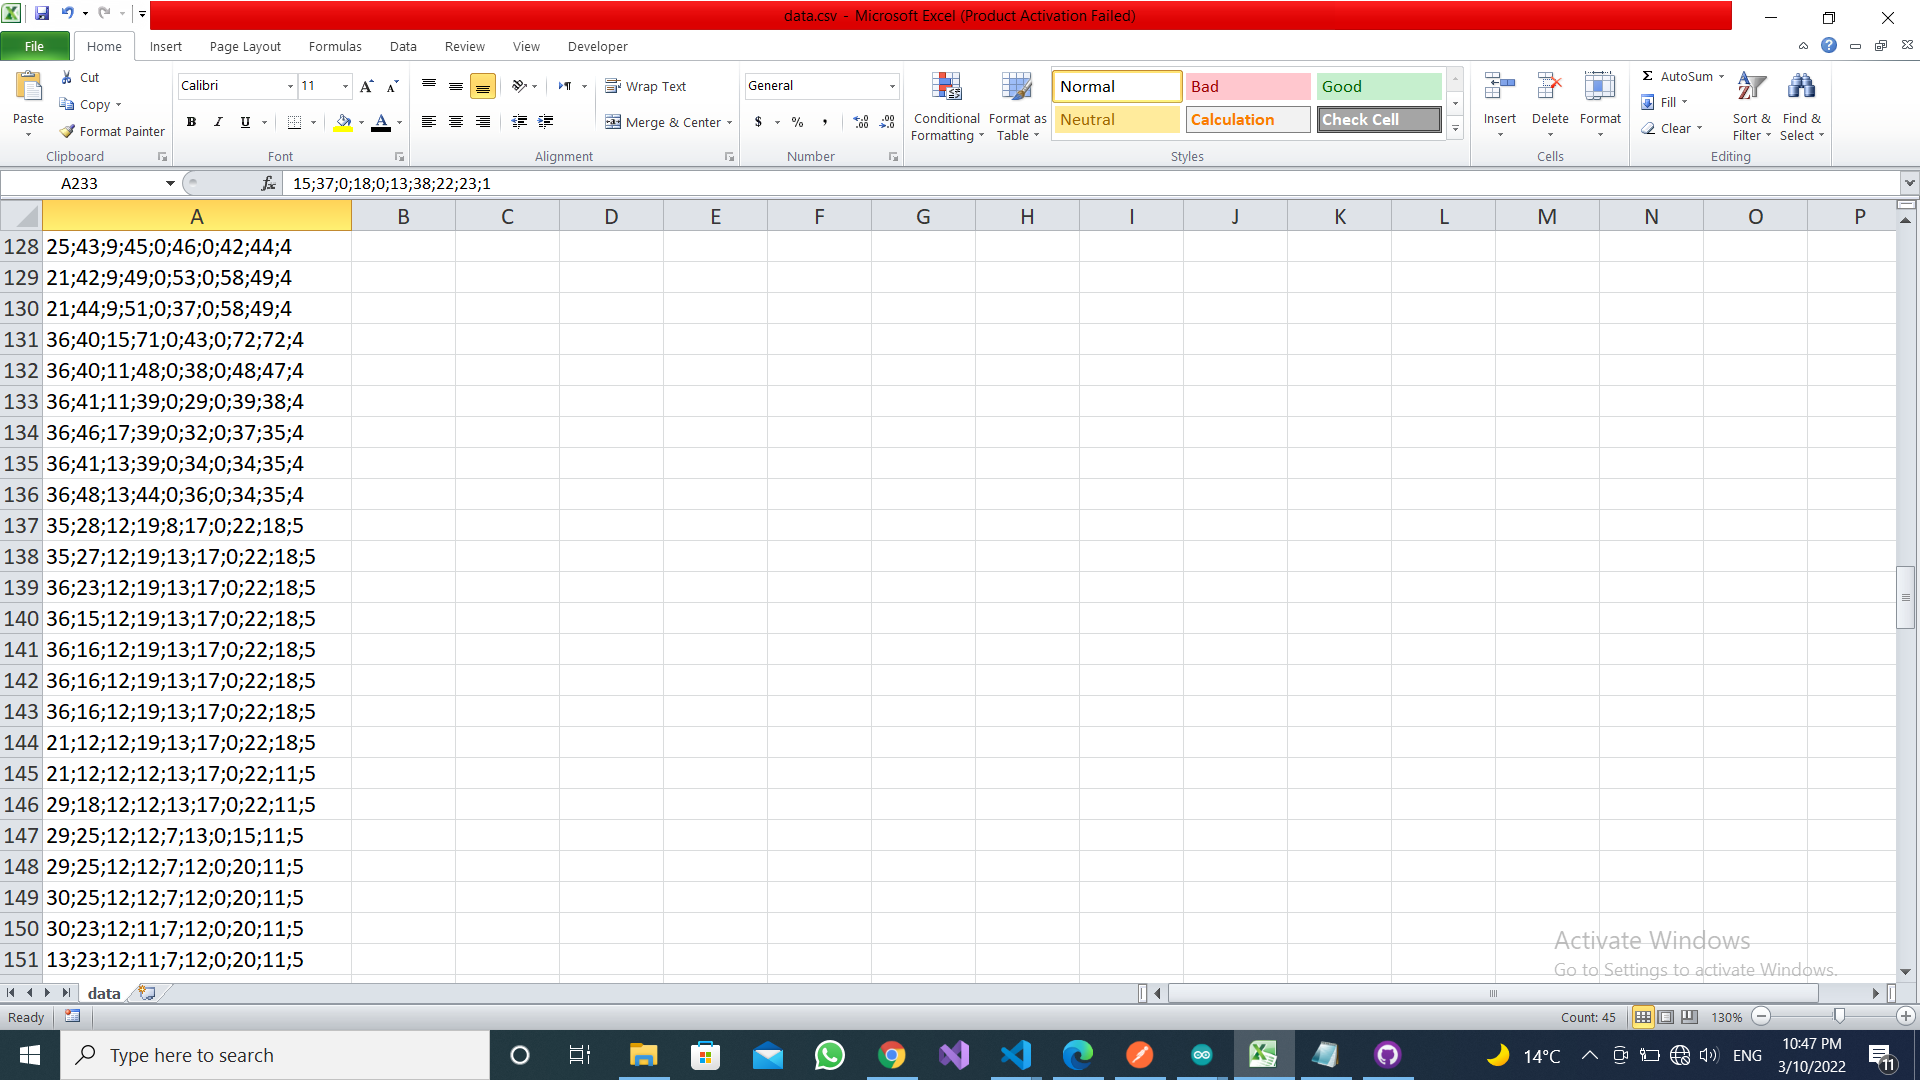 data.csv - Microsoft Excel (Product Activation Failed)
File Home Insert Page Layout Formulas Data Review View Developer
Paste Cut Copy Format Painter Clipboard
Calibri 11 B I U Font
Wrap Text Merge & Center Alignment
General $ % , Number
Conditional Formatting Format as Table
Normal Bad Good
Neutral Calculation Check Cell
Styles
Insert Delete Format Cells
Σ AutoSum Fill Clear Sort & Filter Find & Select Editing
A233 fx 15;37;0;18;0;13;38;22;23;1
A B C D E F G H I J K L M N O P
128 25;43;9;45;0;46;0;42;44;4
129 21;42;9;49;0;53;0;58;49;4
130 21;44;9;51;0;37;0;58;49;4
131 36;40;15;71;0;43;0;72;72;4
132 36;40;11;48;0;38;0;48;47;4
133 36;41;11;39;0;29;0;39;38;4
134 36;46;17;39;0;32;0;37;35;4
135 36;41;13;39;0;34;0;34;35;4
136 36;48;13;44;0;36;0;34;35;4
137 35;28;12;19;8;17;0;22;18;5
138 35;27;12;19;13;17;0;22;18;5
139 36;23;12;19;13;17;0;22;18;5
140 36;15;12;19;13;17;0;22;18;5
141 36;16;12;19;13;17;0;22;18;5
142 36;16;12;19;13;17;0;22;18;5
143 36;16;12;19;13;17;0;22;18;5
144 21;12;12;19;13;17;0;22;18;5
145 21;12;12;12;13;17;0;22;11;5
146 29;18;12;12;13;17;0;22;11;5
147 29;25;12;12;7;13;0;15;11;5
148 29;25;12;12;7;12;0;20;11;5
149 30;25;12;12;7;12;0;20;11;5
150 30;23;12;11;7;12;0;20;11;5
151 13;23;12;11;7;12;0;20;11;5
Activate Windows
Go to Settings to activate Windows.
data
Ready Count: 45 130%
Type here to search 14°C ENG 10:47 PM
3/10/2022 11